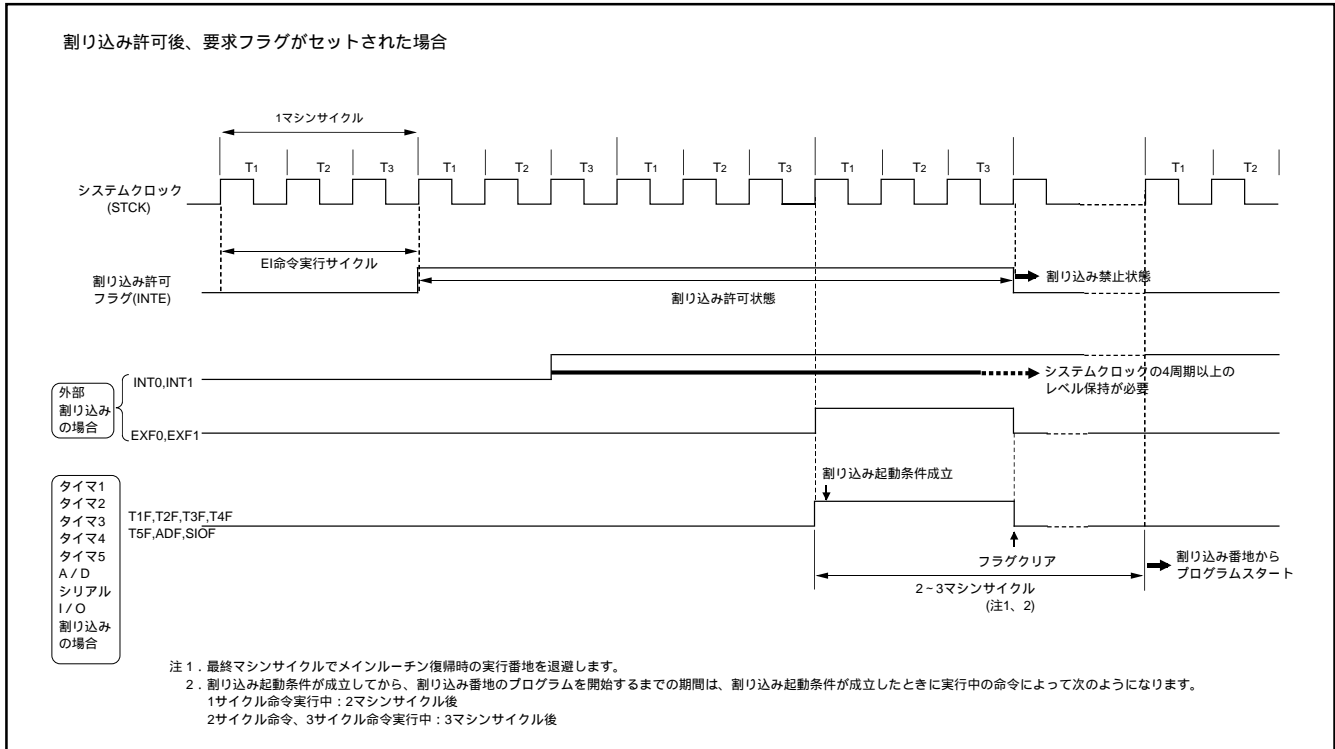 割り込み許可後、要求フラグがセットされた場合
1マシンサイクル
T1 T2 T3 T1 T2 T3 T1 T2 T3 T1 T2 T3 T1 T2
システムクロック
(STCK)
EI命令実行サイクル
割り込み許可
フラグ(INTE)
割り込み許可状態
割り込み禁止状態
外部
割り込み
の場合
INT0,INT1
システムクロックの4周期以上の
レベル保持が必要
EXF0,EXF1
割り込み起動条件成立
タイマ1
タイマ2
タイマ3
タイマ4
タイマ5
A/D
シリアル
I/O
割り込み
の場合
T1F,T2F,T3F,T4F
T5F,ADF,SIOF
フラグクリア
2~3マシンサイクル
(注1、2)
割り込み番地から
プログラムスタート
注1.最終マシンサイクルでメインルーチン復帰時の実行番地を退避します。
2.割り込み起動条件が成立してから、割り込み番地のプログラムを開始するまでの期間は、割り込み起動条件が成立したときに実行中の命令によって次のようになります。
1サイクル命令実行中:2マシンサイクル後
2サイクル命令、3サイクル命令実行中:3マシンサイクル後